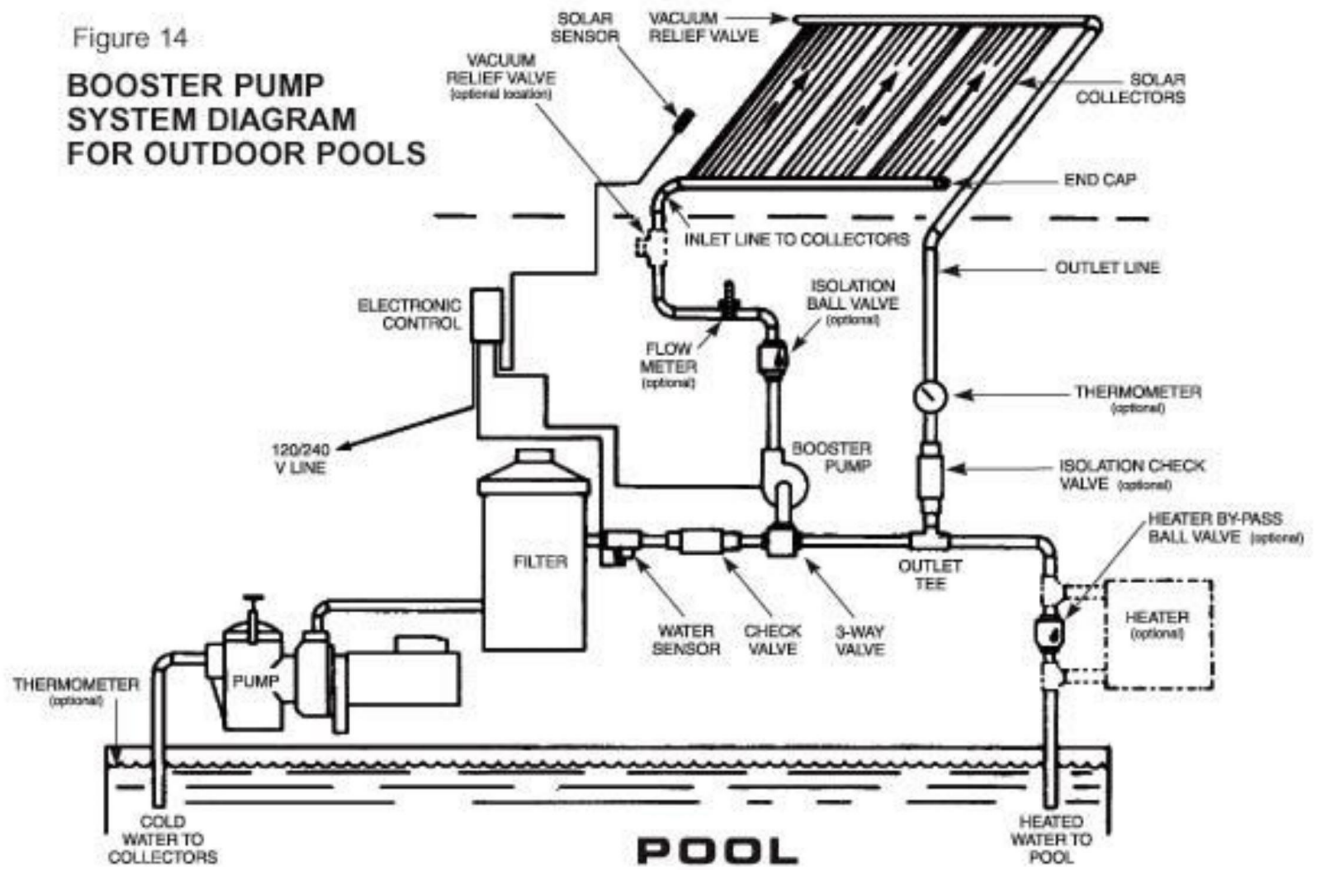 Figure 14
BOOSTER PUMP
SYSTEM DIAGRAM
FOR OUTDOOR POOLS
SOLAR
SENSOR
VACUUM
RELIEF VALVE
VACUUM
RELIEF VALVE
(optional location)
SOLAR
COLLECTORS
END CAP
INLET LINE TO COLLECTORS
OUTLET LINE
ELECTRONIC
CONTROL
ISOLATION
BALL VALVE
(optional)
FLOW
METER
(optional)
THERMOMETER
(optional)
120/240
V LINE
BOOSTER
PUMP
ISOLATION CHECK
VALVE (optional)
HEATER BY-PASS
BALL VALVE (optional)
FILTER
OUTLET
TEE
WATER
SENSOR
CHECK
VALVE
3-WAY
VALVE
HEATER
(optional)
THERMOMETER
(optional)
PUMP
COLD
WATER TO
COLLECTORS
HEATED
WATER TO
POOL
POOL